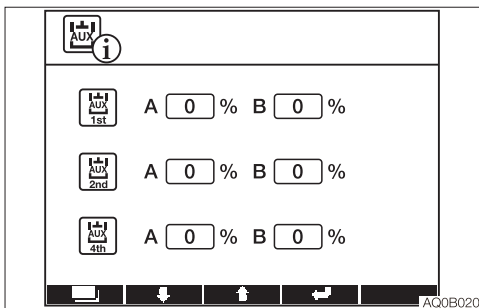 AUX i
AUX 1st A 0 % B 0 %
AUX 2nd A 0 % B 0 %
AUX 4th A 0 % B 0 %
AQ0B020